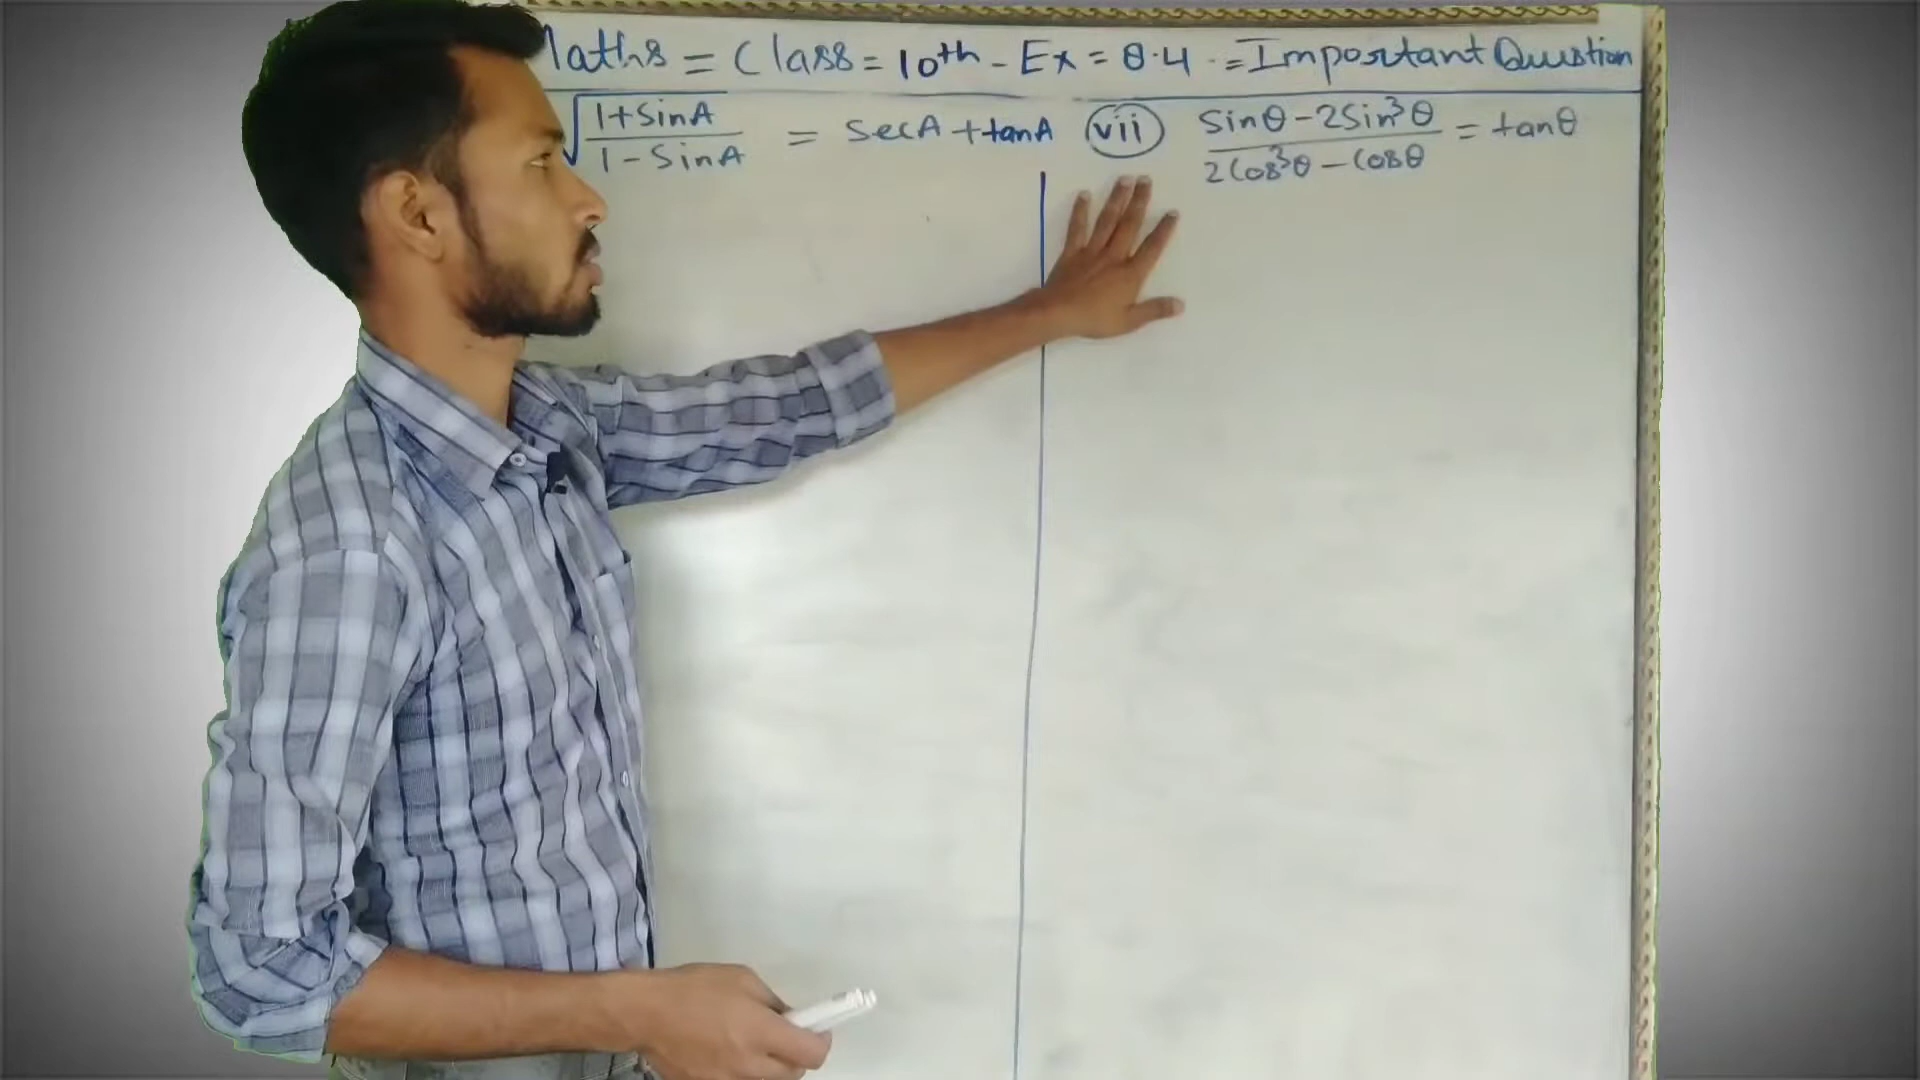 Maths = Class = 10th - Ex = 8.4 = Important Qusstion
√(1+SinA / 1-SinA) = SecA + tanA
vii (Sinθ - 2Sin³θ / 2Cos³θ - Cosθ) = tanθ